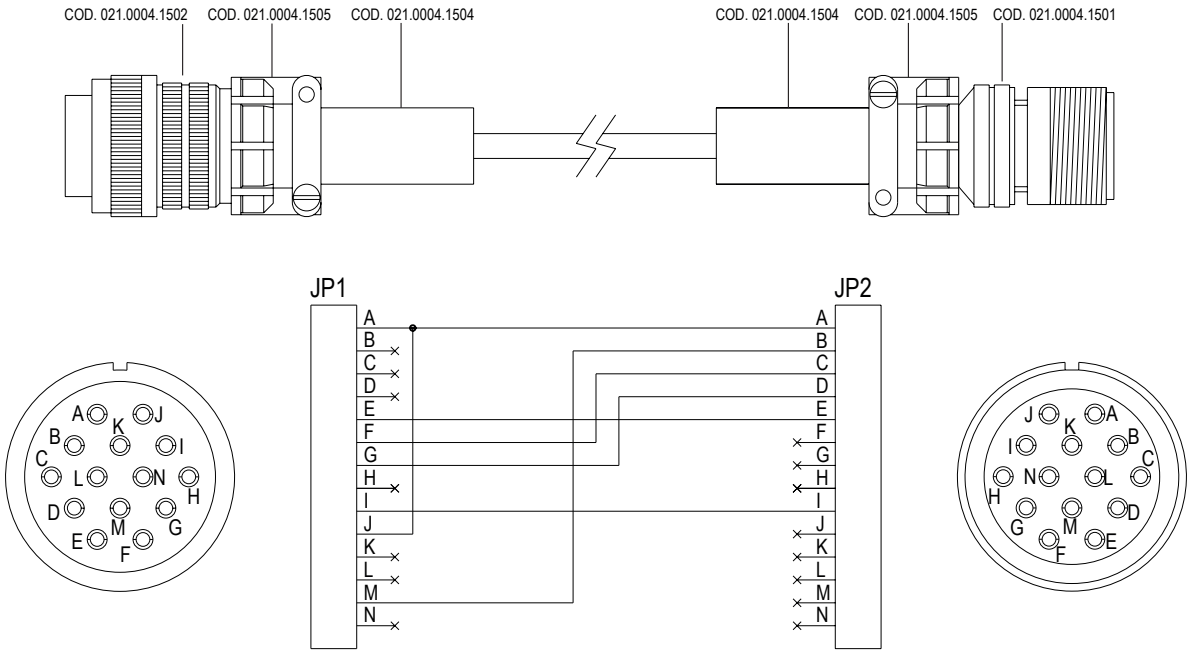 COD. 021.0004.1502 COD. 021.0004.1505 COD. 021.0004.1504 COD. 021.0004.1504 COD. 021.0004.1505 COD. 021.0004.1501
JP1 JP2
A A
B B
C C
D D
E E
F F
G G
H H
I I
J J
K K
L L
M M
N N
A J
B K I
C L N H
D M G
E F
J A
I K B
H N L C
G M D
F E